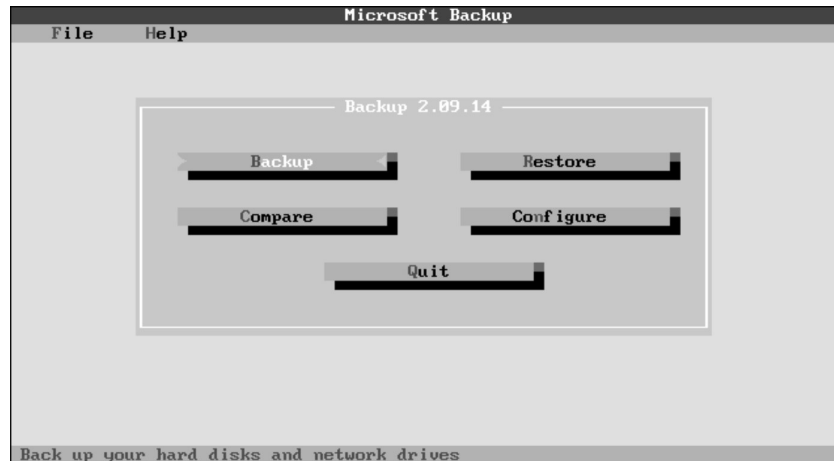 Microsoft Backup
File Help
Backup 2.09.14
Backup Restore
Compare Configure
Quit
Back up your hard disks and network drives